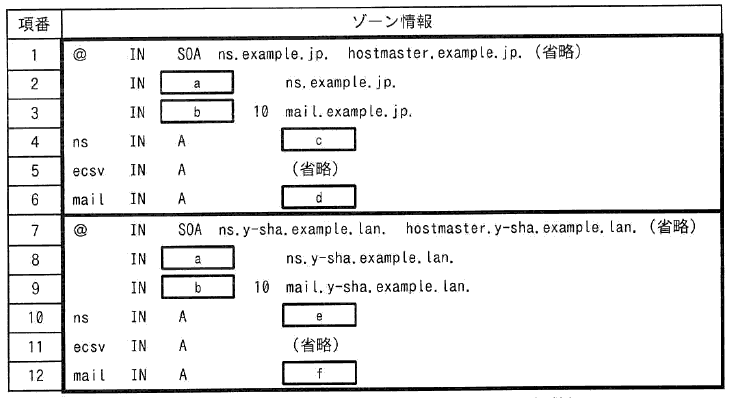 項番 ゾーン情報
1 @ IN SOA ns.example.jp. hostmaster.example.jp. (省略)
2 IN a ns.example.jp.
3 IN b 10 mail.example.jp.
4 ns IN A c
5 ecsv IN A (省略)
6 mail IN A d
7 @ IN SOA ns.y-sha.example.lan. hostmaster.y-sha.example.lan. (省略)
8 IN a ns.y-sha.example.lan.
9 IN b 10 mail.y-sha.example.lan.
10 ns IN A e
11 ecsv IN A (省略)
12 mail IN A f